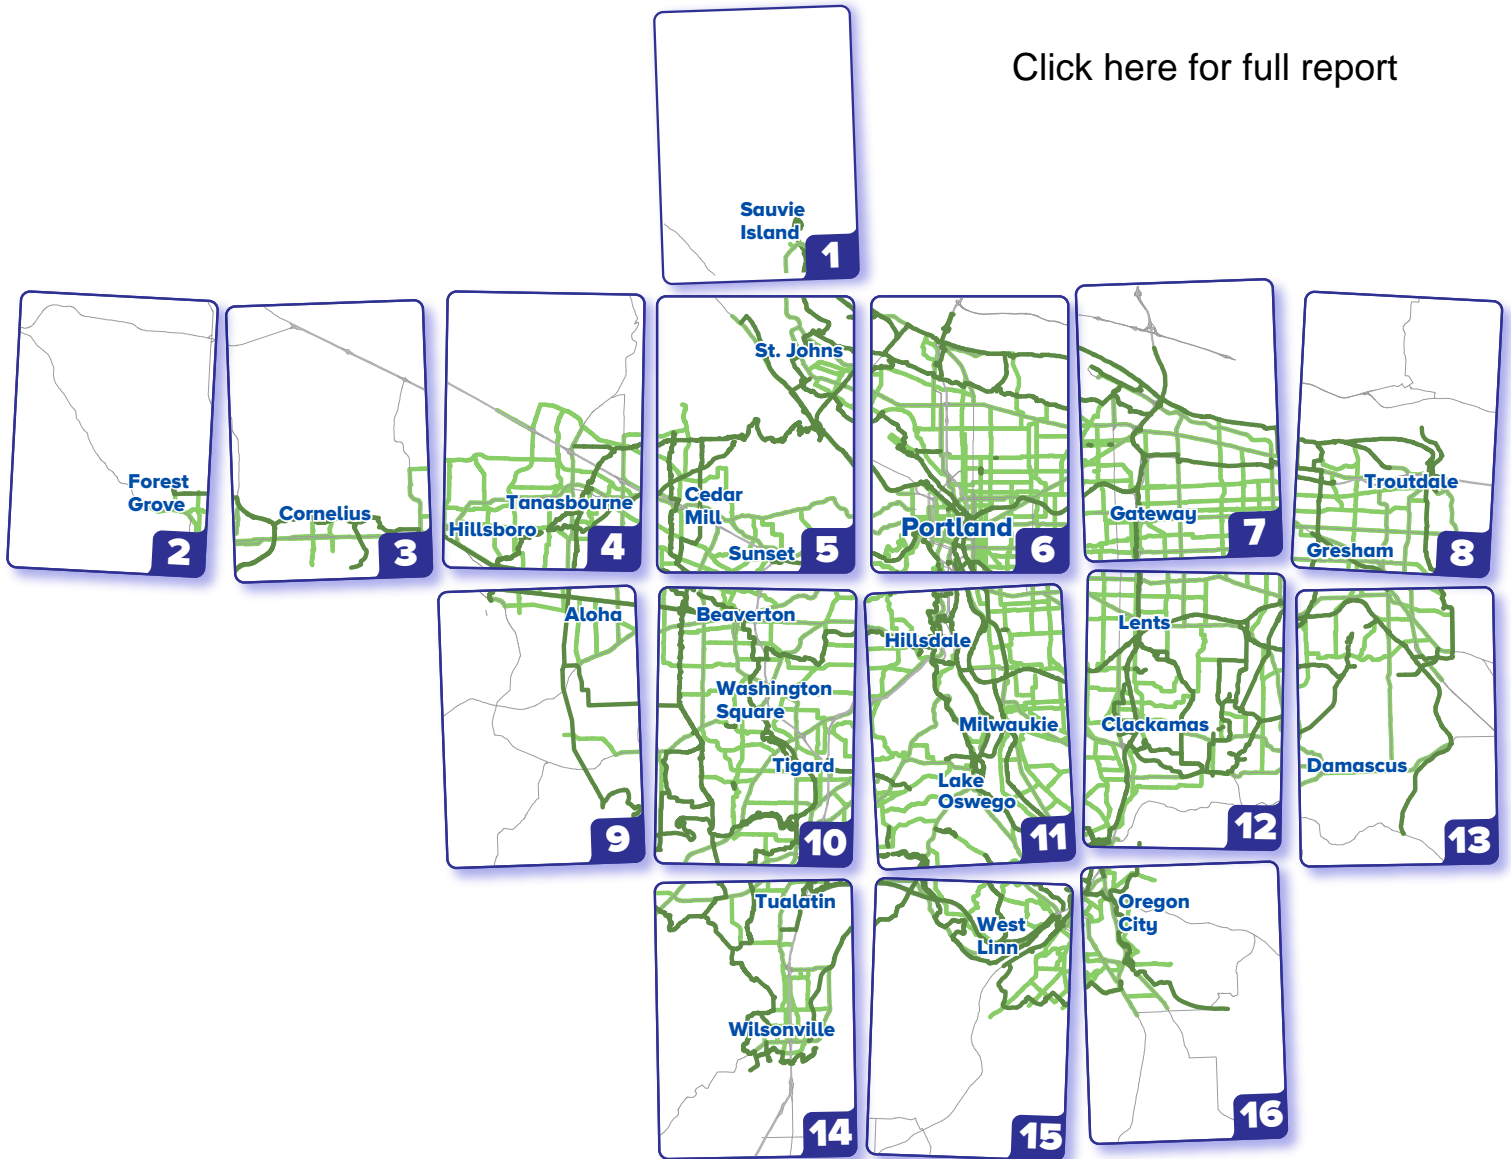 Click here for full report
Sauvie
Island
1
Forest
Grove
2
Cornelius
3
Tanasbourne
Hillsboro
4
St. Johns
Cedar
Mill
Sunset
5
Portland
6
Gateway
7
Troutdale
Gresham
8
Aloha
9
Beaverton
Washington
Square
Tigard
10
Hillsdale
Milwaukie
Lake
Oswego
11
Lents
Clackamas
12
Damascus
13
Tualatin
Wilsonville
14
West
Linn
15
Oregon
City
16